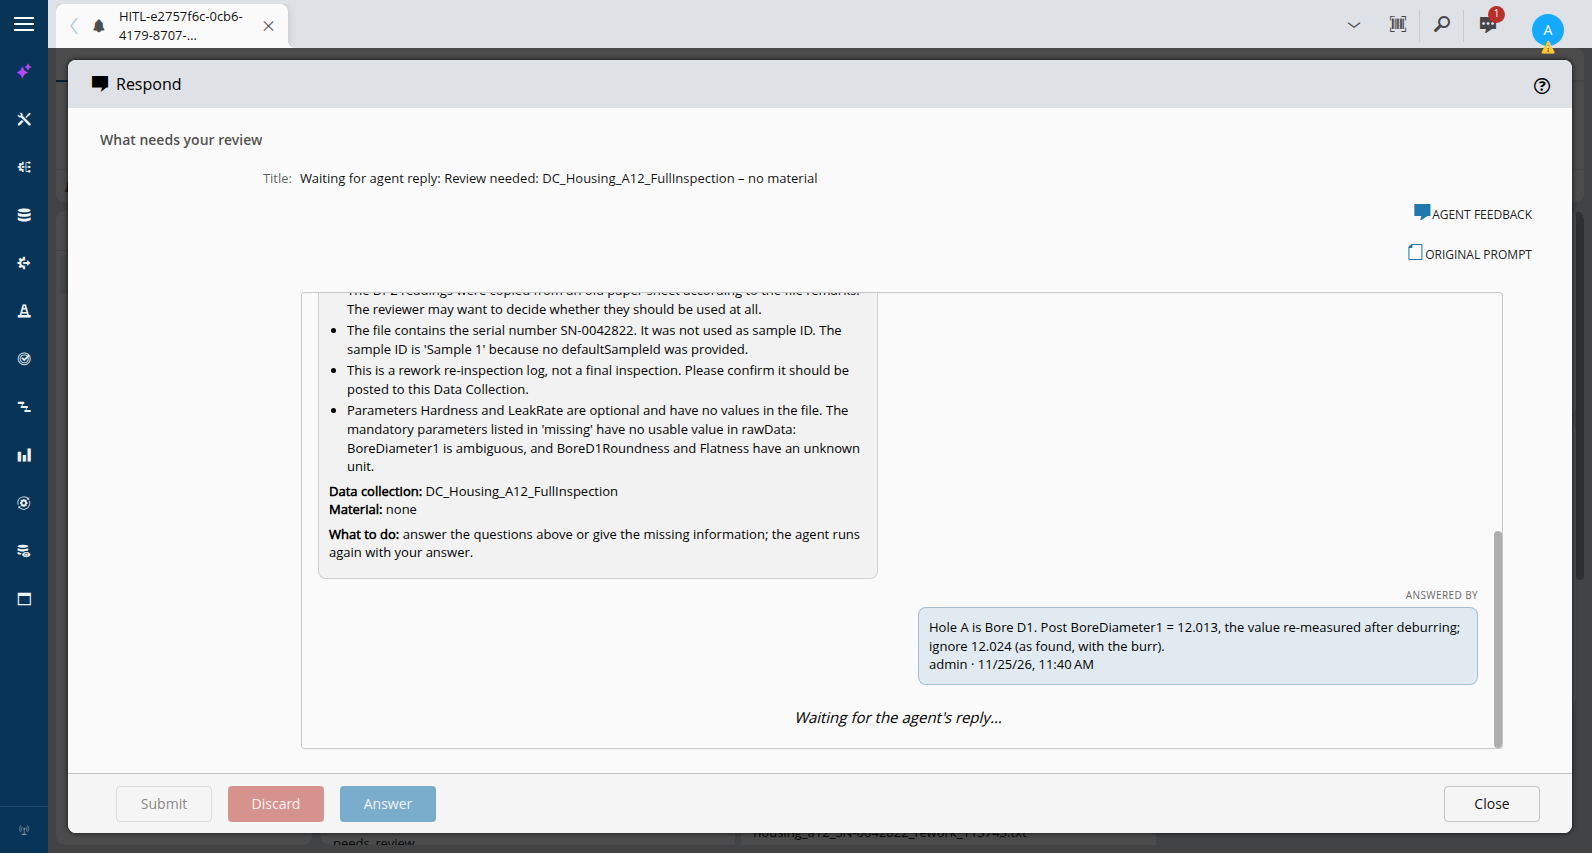 HITL-e2757f6c-0cb6-
4179-8707-...
1
A
Respond
What needs your review
Title: Waiting for agent reply: Review needed: DC_Housing_A12_FullInspection – no material
AGENT FEEDBACK
ORIGINAL PROMPT
The reviewer may want to decide whether they should be used at all.
The file contains the serial number SN-0042822. It was not used as sample ID. The
sample ID is 'Sample 1' because no defaultSampleId was provided.
This is a rework re-inspection log, not a final inspection. Please confirm it should be
posted to this Data Collection.
Parameters Hardness and LeakRate are optional and have no values in the file. The
mandatory parameters listed in 'missing' have no usable value in rawData:
BoreDiameter1 is ambiguous, and BoreD1Roundness and Flatness have an unknown
unit.
Data collection: DC_Housing_A12_FullInspection
Material: none
What to do: answer the questions above or give the missing information; the agent runs
again with your answer.
ANSWERED BY
Hole A is Bore D1. Post BoreDiameter1 = 12.013, the value re-measured after deburring;
ignore 12.024 (as found, with the burr).
admin · 11/25/26, 11:40 AM
Waiting for the agent's reply...
Submit
Discard
Answer
Close
needs_review